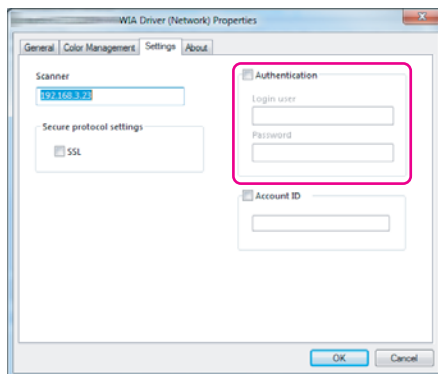 WIA Driver (Network) Properties
General Color Management Settings About
Scanner
192.168.3.23
Secure protocol settings
SSL
Authentication
Login user
Password
Account ID
OK Cancel